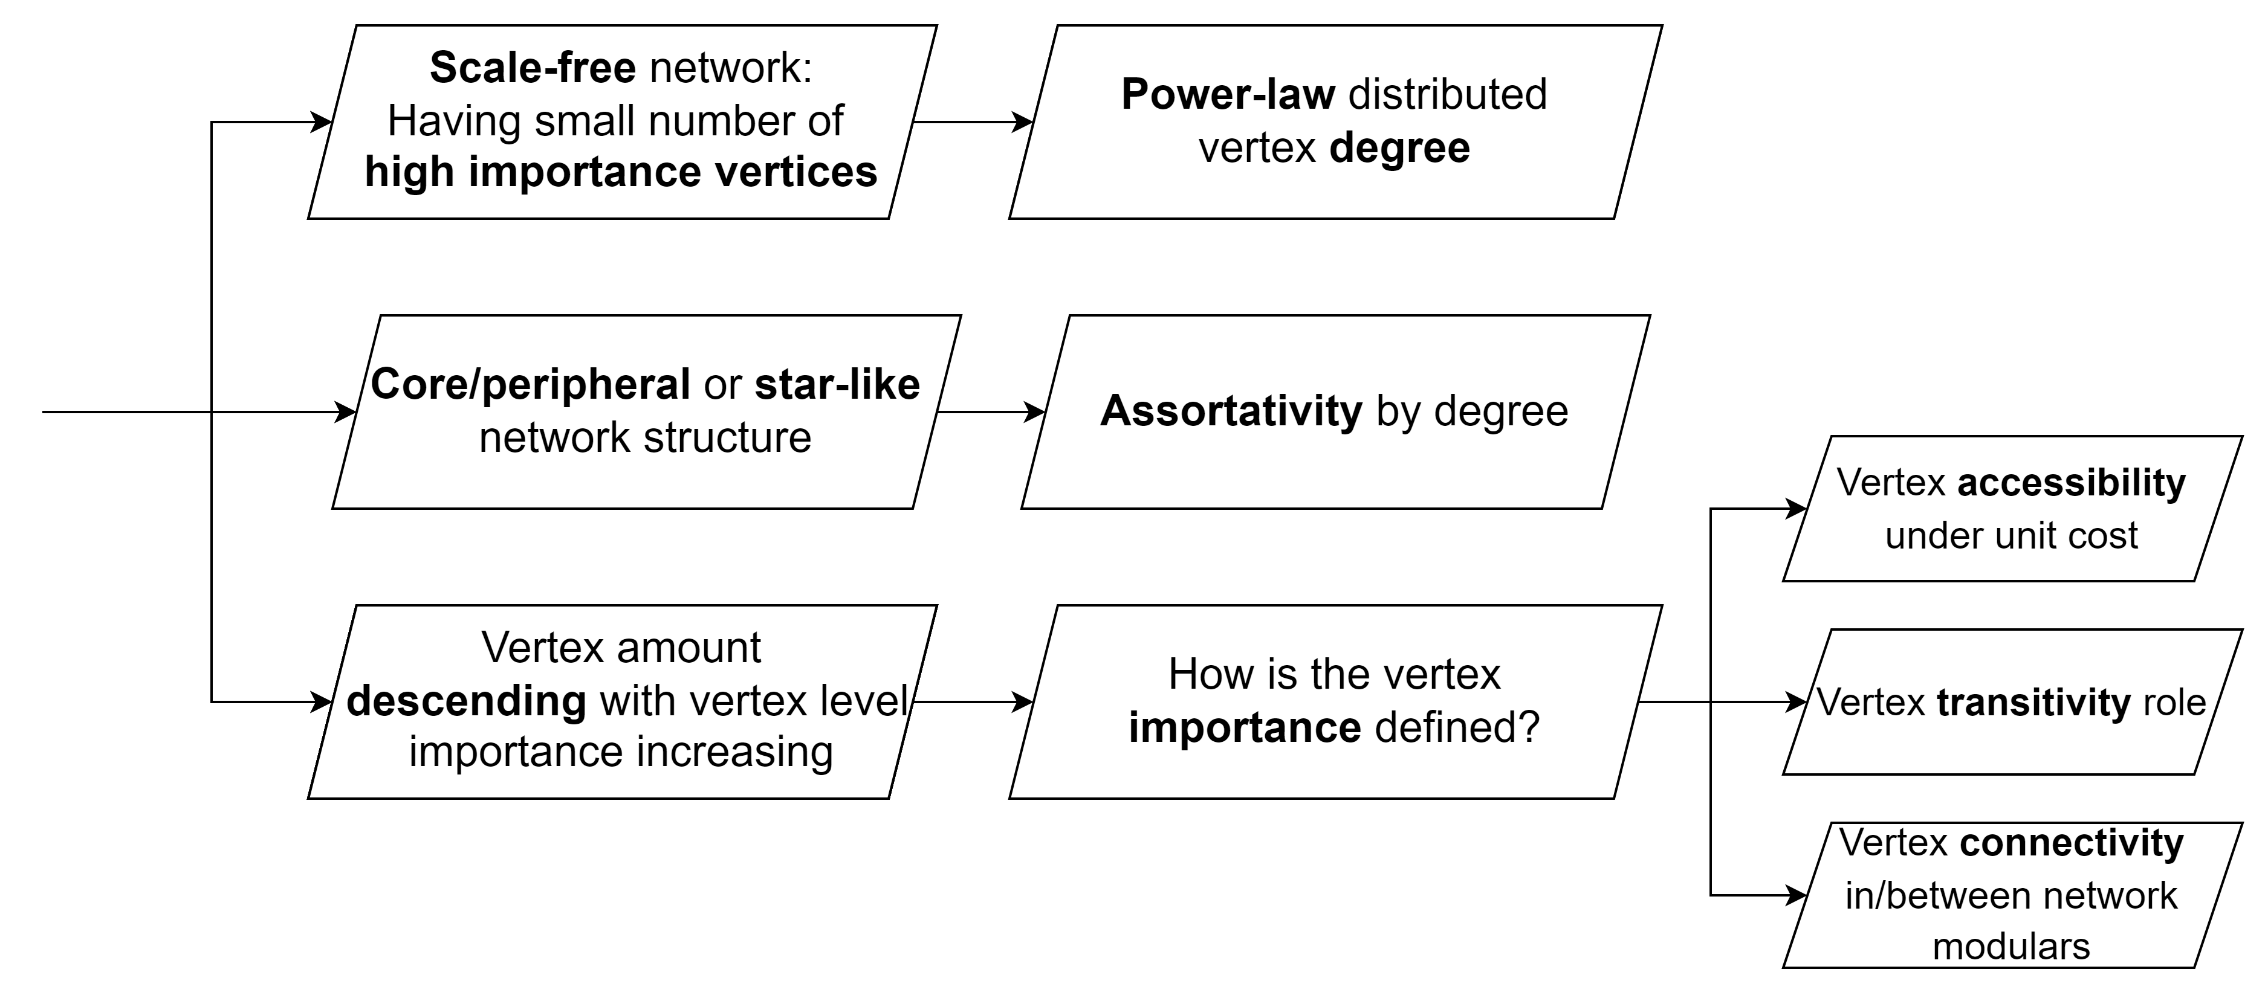 Scale-free network:
Having small number of
high importance vertices
Power-law distributed
vertex degree
Core/peripheral or star-like
network structure
Assortativity by degree
Vertex amount
descending with vertex level
importance increasing
How is the vertex
importance defined?
Vertex accessibility
under unit cost
Vertex transitivity role
Vertex connectivity
in/between network
modulars